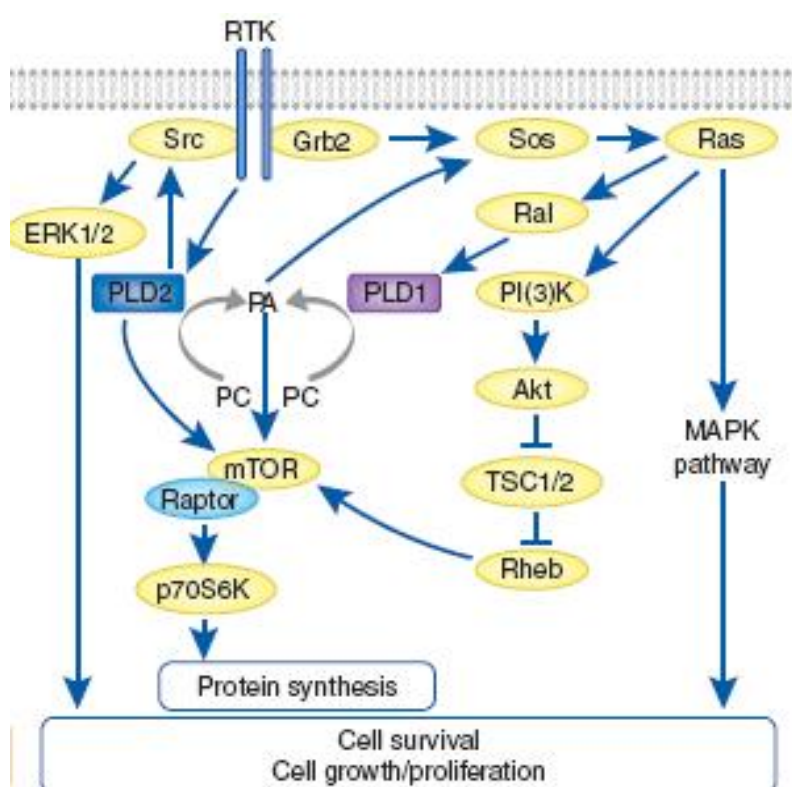 RTK
Src
Grb2
Sos
Ras
ERK1/2
Ral
PLD2
PA
PLD1
PI(3)K
PC
PC
Akt
MAPK
pathway
mTOR
Raptor
TSC1/2
p70S6K
Rheb
Protein synthesis
Cell survival
Cell growth/proliferation